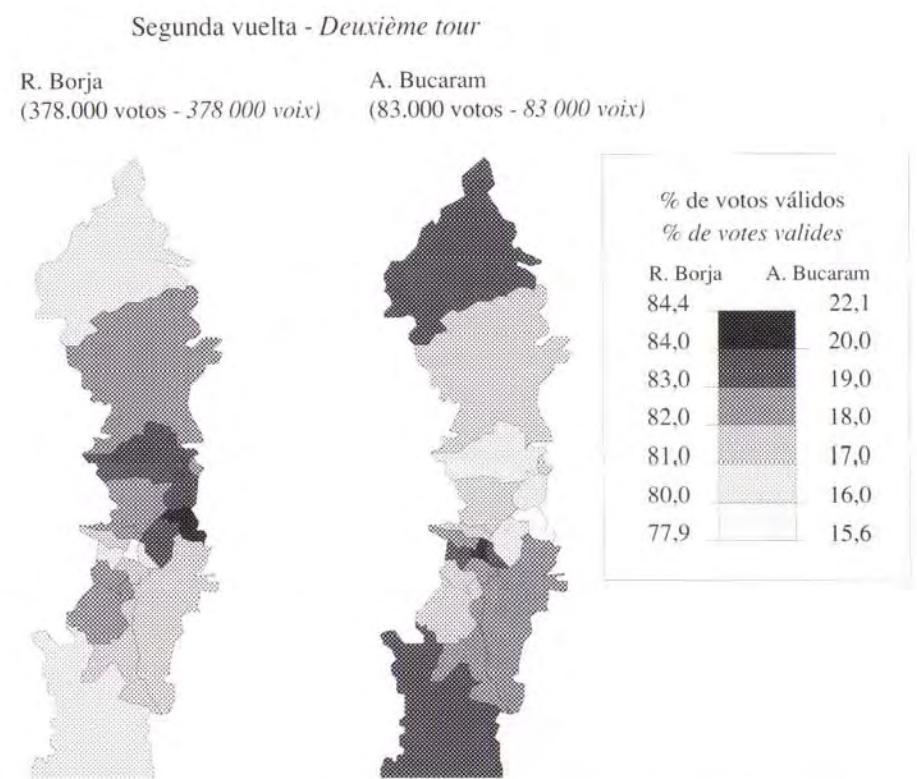 Segunda vuelta - Deuxième tour
R. Borja
(378.000 votos - 378 000 voix)
A. Bucaram
(83.000 votos - 83 000 voix)
% de votos válidos
% de votes valides
R. Borja A. Bucaram
84,4 22,1
84,0 20,0
83,0 19,0
82,0 18,0
81,0 17,0
80,0 16,0
77,9 15,6